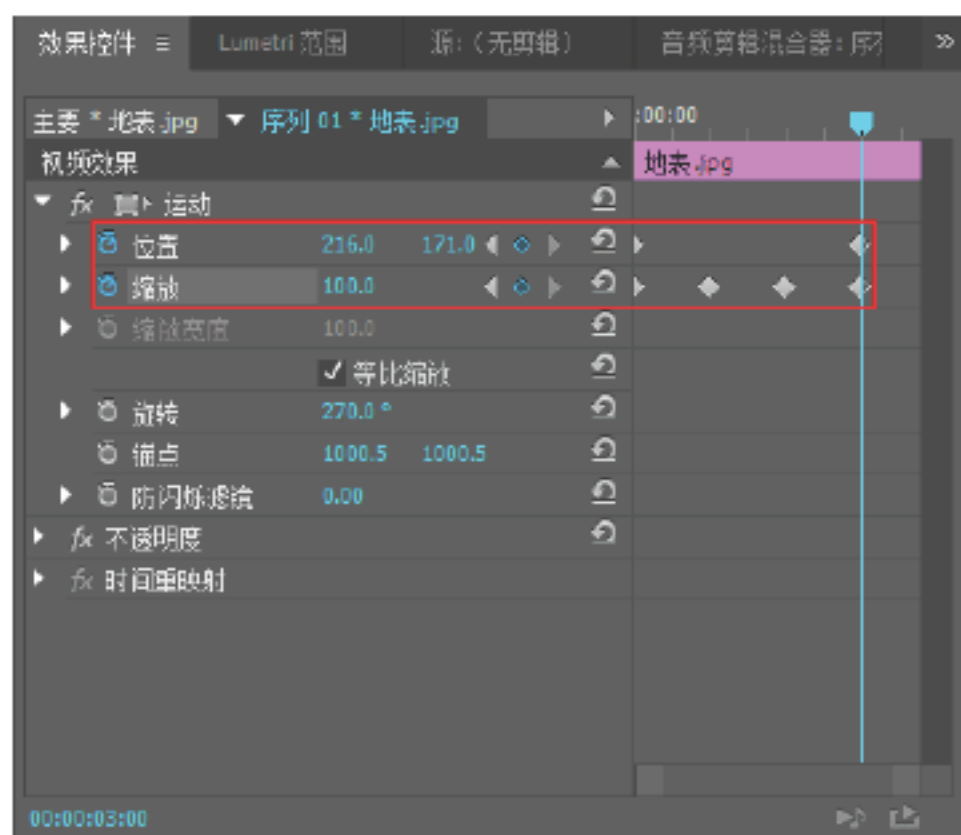 效果控件 Lumetri 范围 源:（无剪辑） 音频剪辑混合器: 序
主要 * 地表.jpg 序列 01 * 地表.jpg :00:00
视频效果 地表.jpg
fx 运动
位置 216.0 171.0
缩放 100.0
缩放宽度 100.0
等比缩放
旋转 270.0 °
锚点 1000.5 1000.5
防闪烁滤镜 0.00
fx 不透明度
fx 时间重映射
00:00:03:00